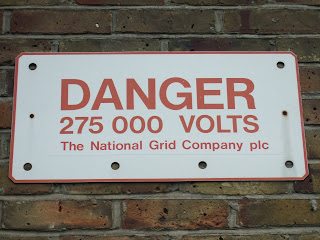 DANGER
275 000 VOLTS
The National Grid Company plc